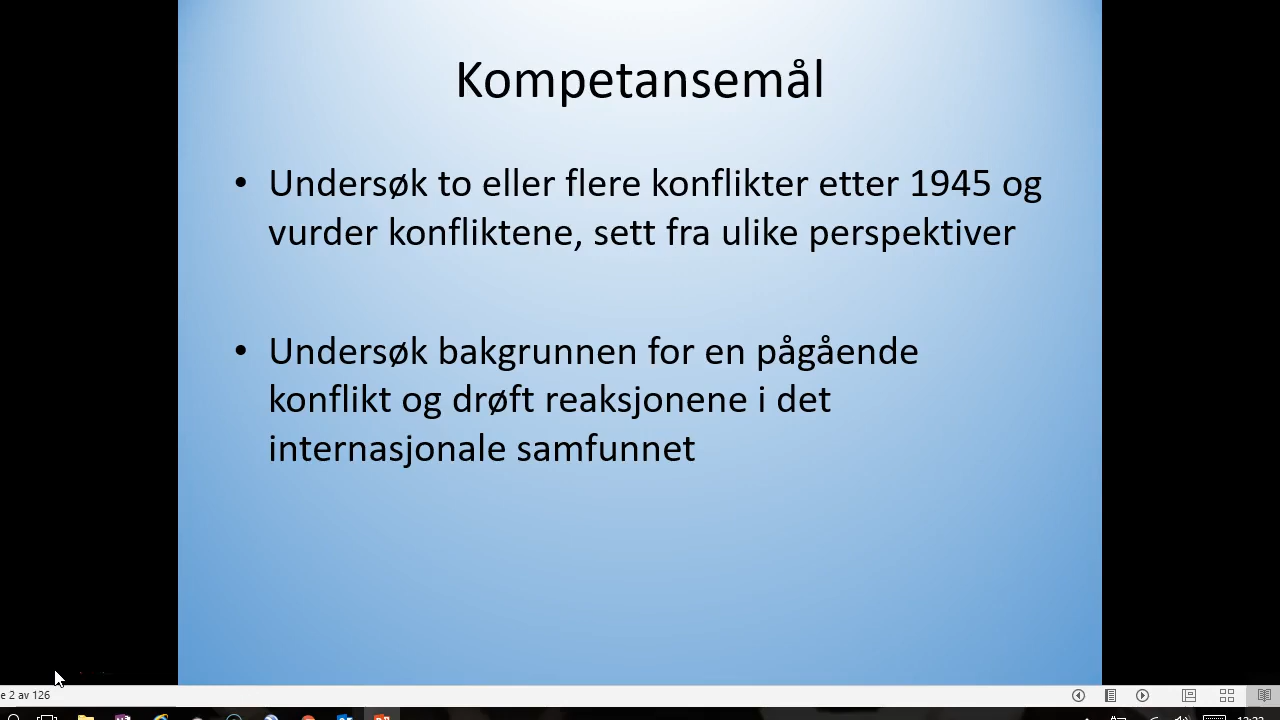 Kompetansemål
• Undersøk to eller flere konflikter etter 1945 og
vurder konfliktene, sett fra ulike perspektiver
• Undersøk bakgrunnen for en pågående
konflikt og drøft reaksjonene i det
internasjonale samfunnet
e 2 av 126